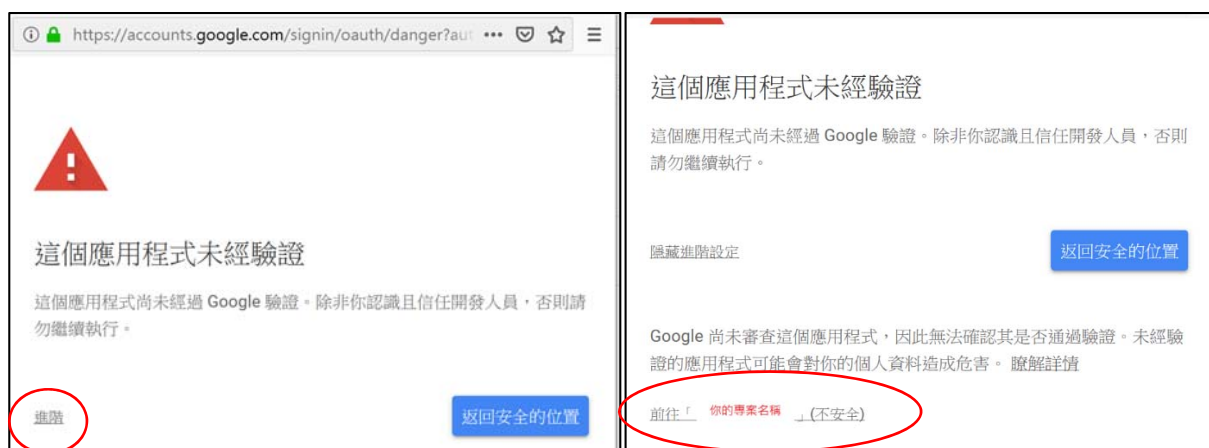 https://accounts.google.com/signin/oauth/danger?aut
這個應用程式未經驗證
這個應用程式尚未經過 Google 驗證。除非你認識且信任開發人員，否則請
勿繼續執行。
進階
返回安全的位置
這個應用程式未經驗證
這個應用程式尚未經過 Google 驗證。除非你認識且信任開發人員，否則
請勿繼續執行。
隱藏進階設定
返回安全的位置
Google 尚未審查這個應用程式，因此無法確認其是否通過驗證。未經驗
證的應用程式可能會對你的個人資料造成危害。 瞭解詳情
前往「 你的專案名稱 」(不安全)